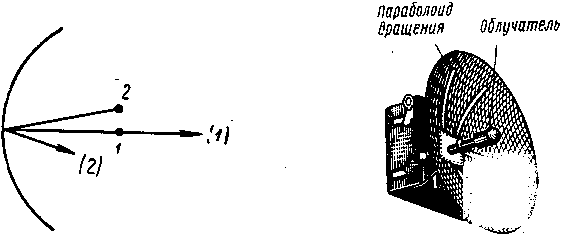 2
1
(1)
(2)
Параболоид
вращения
Облучатель